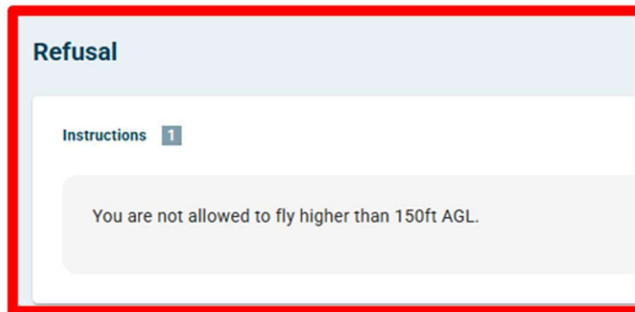 Refusal
Instructions 1
You are not allowed to fly higher than 150ft AGL.